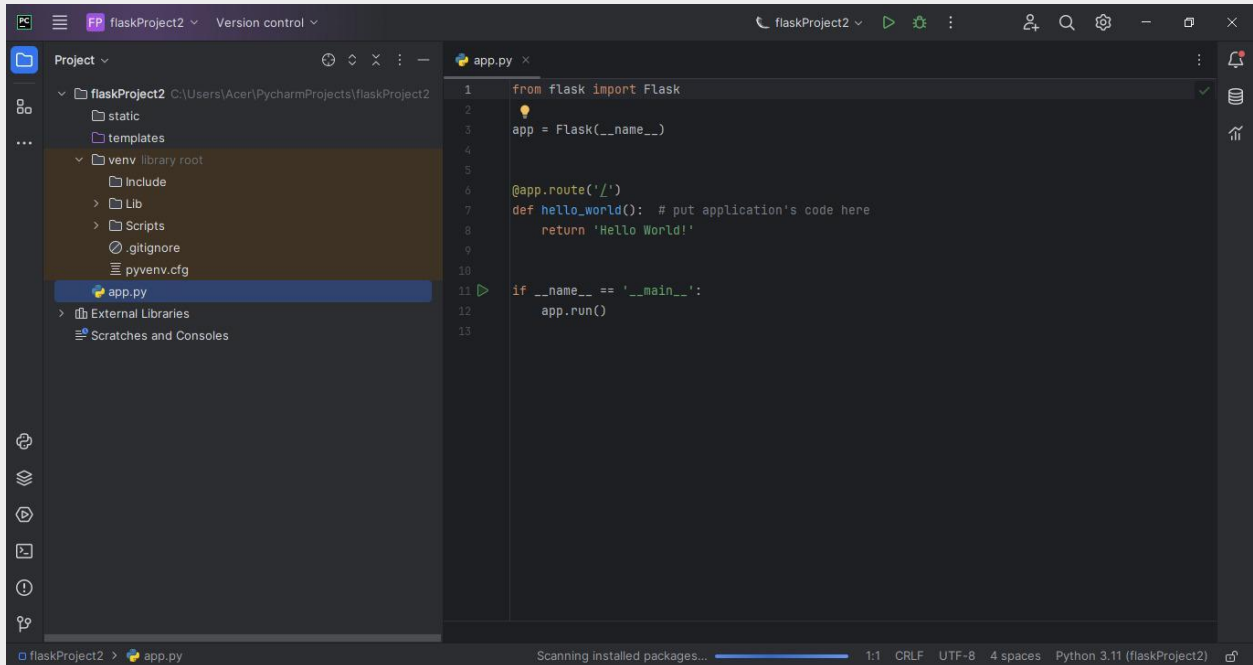 PC FP flaskProject2 Version control flaskProject2
Project
app.py
flaskProject2 C:\Users\Acer\PycharmProjects\flaskProject2
static
templates
venv library root
Include
Lib
Scripts
.gitignore
pyvenv.cfg
app.py
External Libraries
Scratches and Consoles
1 from flask import Flask
2
3 app = Flask(__name__)
4
5
6 @app.route('/')
7 def hello_world():  # put application's code here
8     return 'Hello World!'
9
10
11 if __name__ == '__main__':
12     app.run()
13
flaskProject2 > app.py
Scanning installed packages... 1:1 CRLF UTF-8 4 spaces Python 3.11 (flaskProject2)